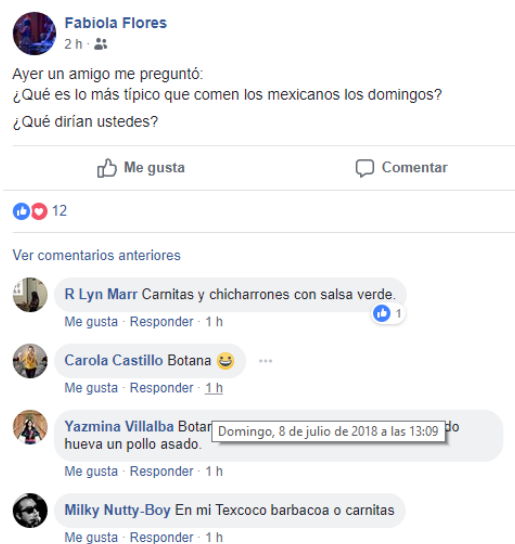 Fabiola Flores
2 h ·
Ayer un amigo me preguntó:
¿Qué es lo más típico que comen los mexicanos los domingos?
¿Qué dirían ustedes?
Me gusta Comentar
12
Ver comentarios anteriores
R Lyn Marr Carnitas y chicharrones con salsa verde.
1
Me gusta · Responder · 1 h
Carola Castillo Botana 😆 ···
Me gusta · Responder · 1 h
Domingo, 8 de julio de 2018 a las 13:09
Yazmina Villalba
hueva un pollo asado.
Me gusta · Responder · 1 h
Milky Nutty-Boy En mi Texcoco barbacoa o carnitas
Me gusta · Responder · 1 h